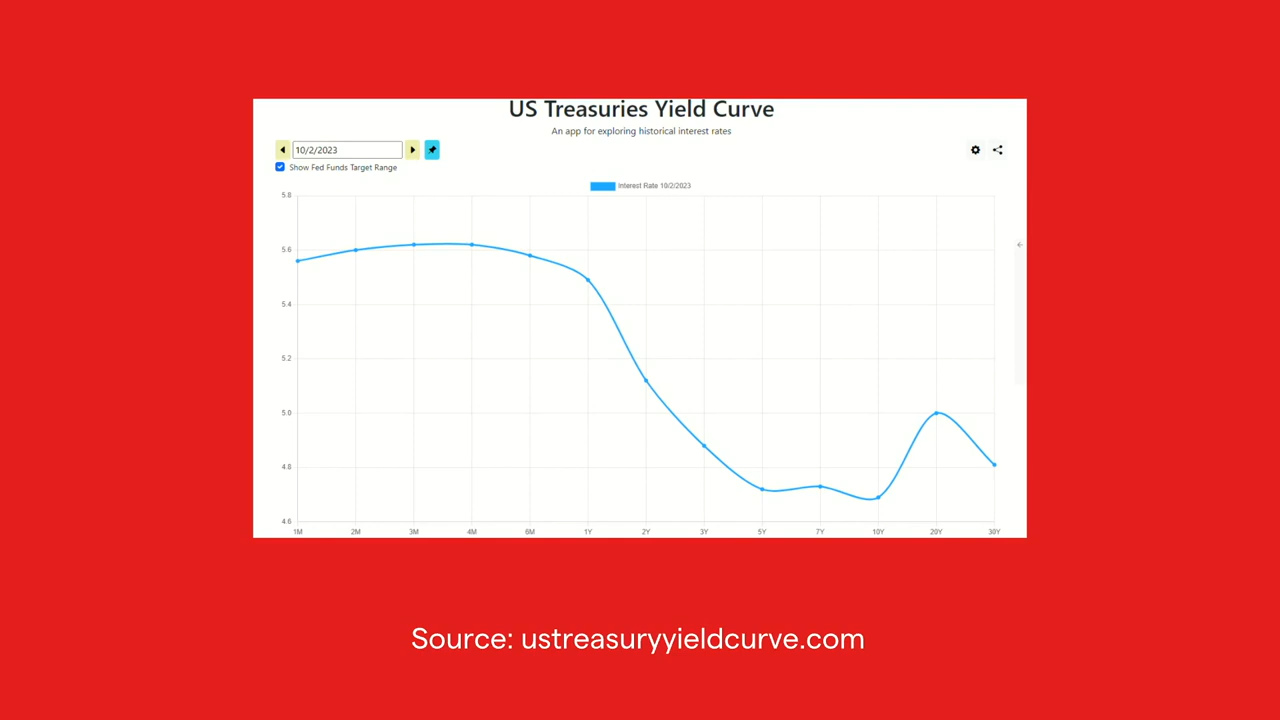 US Treasuries Yield Curve
An app for exploring historical interest rates
10/2/2023
Show Fed Funds Target Range
Interest Rate 10/2/2023
5.8
5.6
5.4
5.2
5.0
4.8
4.6
1M 2M 3M 4M 6M 1Y 2Y 3Y 5Y 7Y 10Y 20Y 30Y
Source: ustreasuryyieldcurve.com